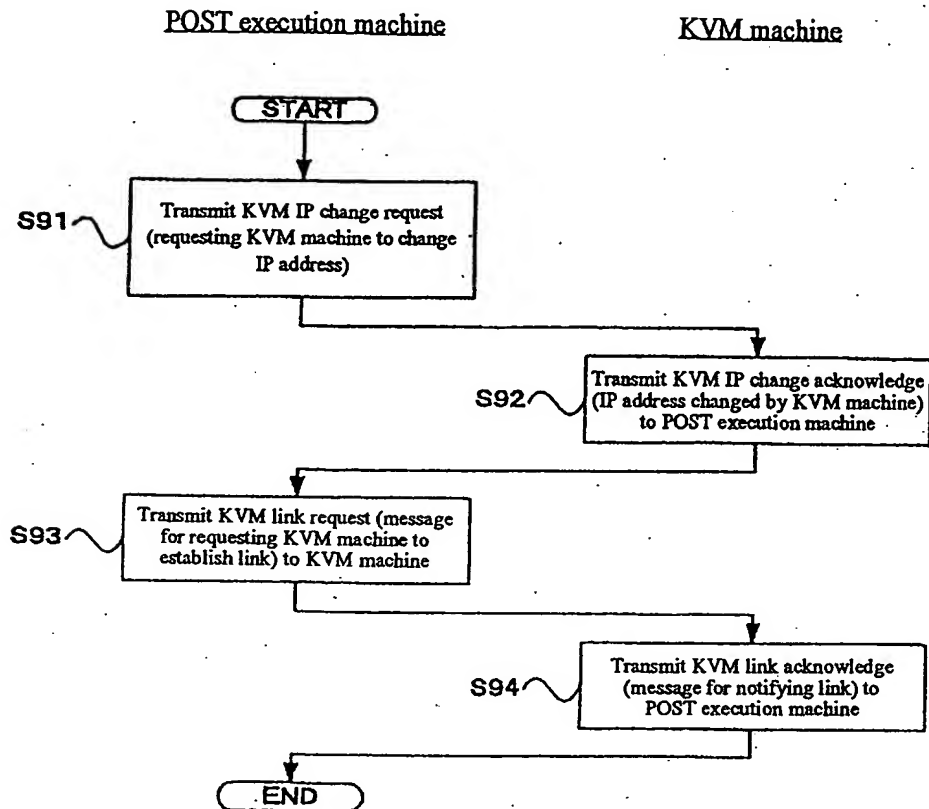 POST execution machine
KVM machine
START
S91
Transmit KVM IP change request
(requesting KVM machine to change
IP address)
S92
Transmit KVM IP change acknowledge
(IP address changed by KVM machine)
to POST execution machine
S93
Transmit KVM link request (message
for requesting KVM machine to
establish link) to KVM machine
S94
Transmit KVM link acknowledge
(message for notifying link) to
POST execution machine
END